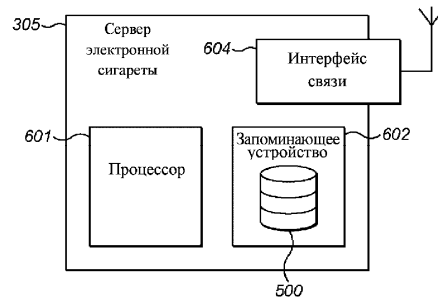 305
Сервер
электронной
сигареты
604
Интерфейс
связи
601
Процессор
602
Запоминающее
устройство
500